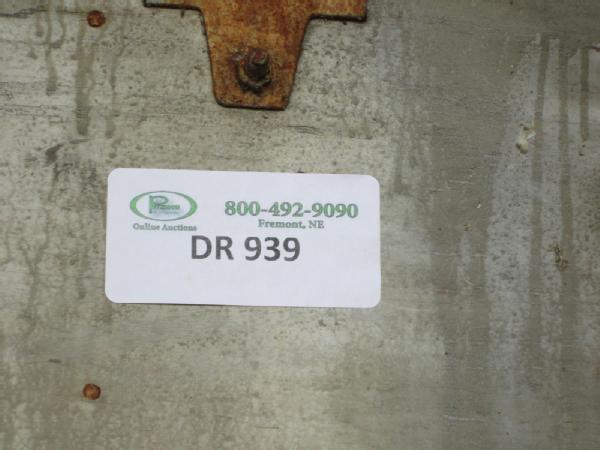 800-492-9090
Fremont, NE
Online Auctions
DR 939